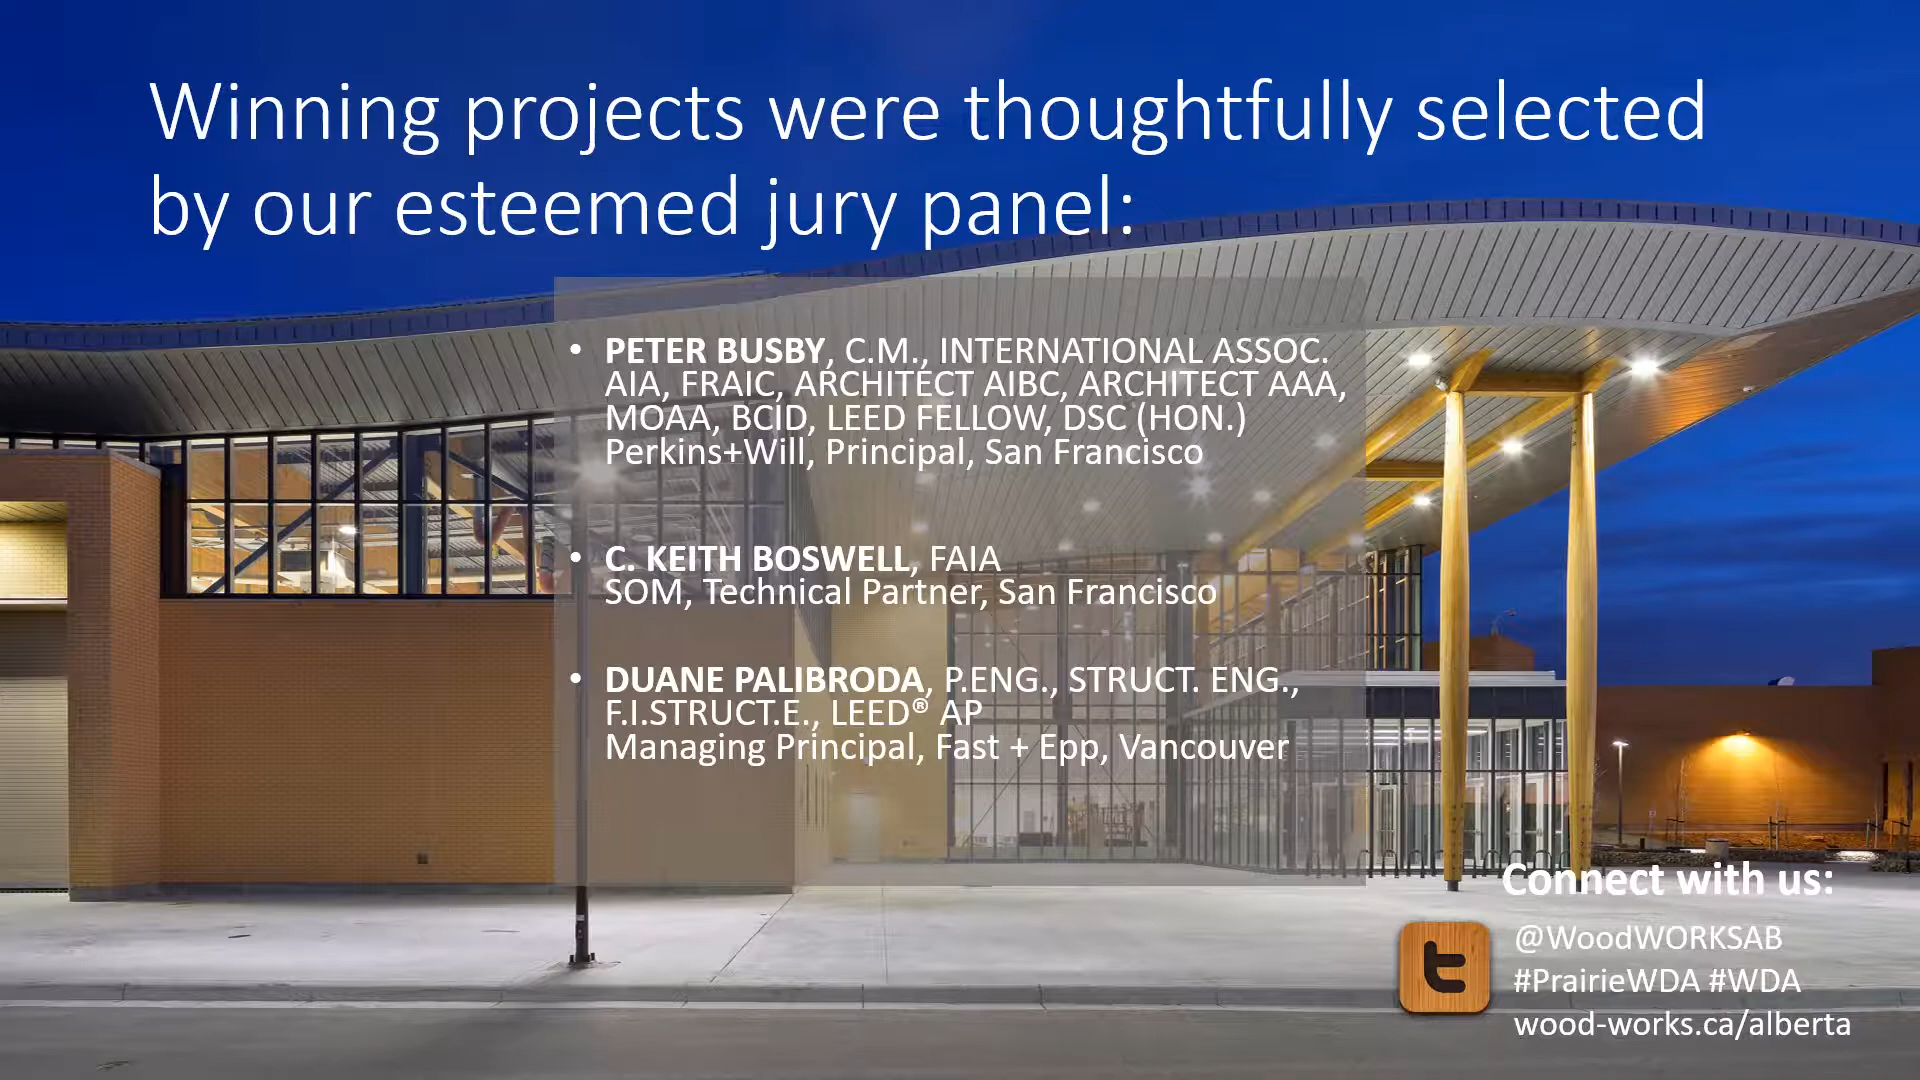 Winning projects were thoughtfully selected
by our esteemed jury panel:
• PETER BUSBY, C.M., INTERNATIONAL ASSOC.
AIA, FRAIC, ARCHITECT AIBC, ARCHITECT AAA,
MOAA, BCID, LEED FELLOW, DSC (HON.)
Perkins+Will, Principal, San Francisco
• C. KEITH BOSWELL, FAIA
SOM, Technical Partner, San Francisco
• DUANE PALIBRODA, P.ENG., STRUCT. ENG.,
F.I.STRUCT.E., LEED® AP
Managing Principal, Fast + Epp, Vancouver
Connect with us:
@WoodWORKSAB
#PrairieWDA #WDA
wood-works.ca/alberta